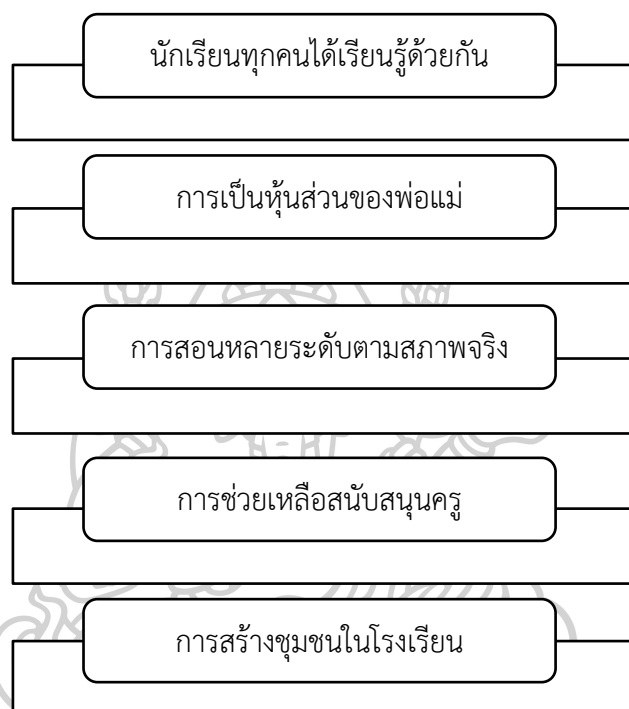 นักเรียนทุกคนได้เรียนรู้ด้วยกัน
การเป็นหุ้นส่วนของพ่อแม่
การสอนหลายระดับตามสภาพจริง
การช่วยเหลือสนับสนุนครู
การสร้างชุมชนในโรงเรียน